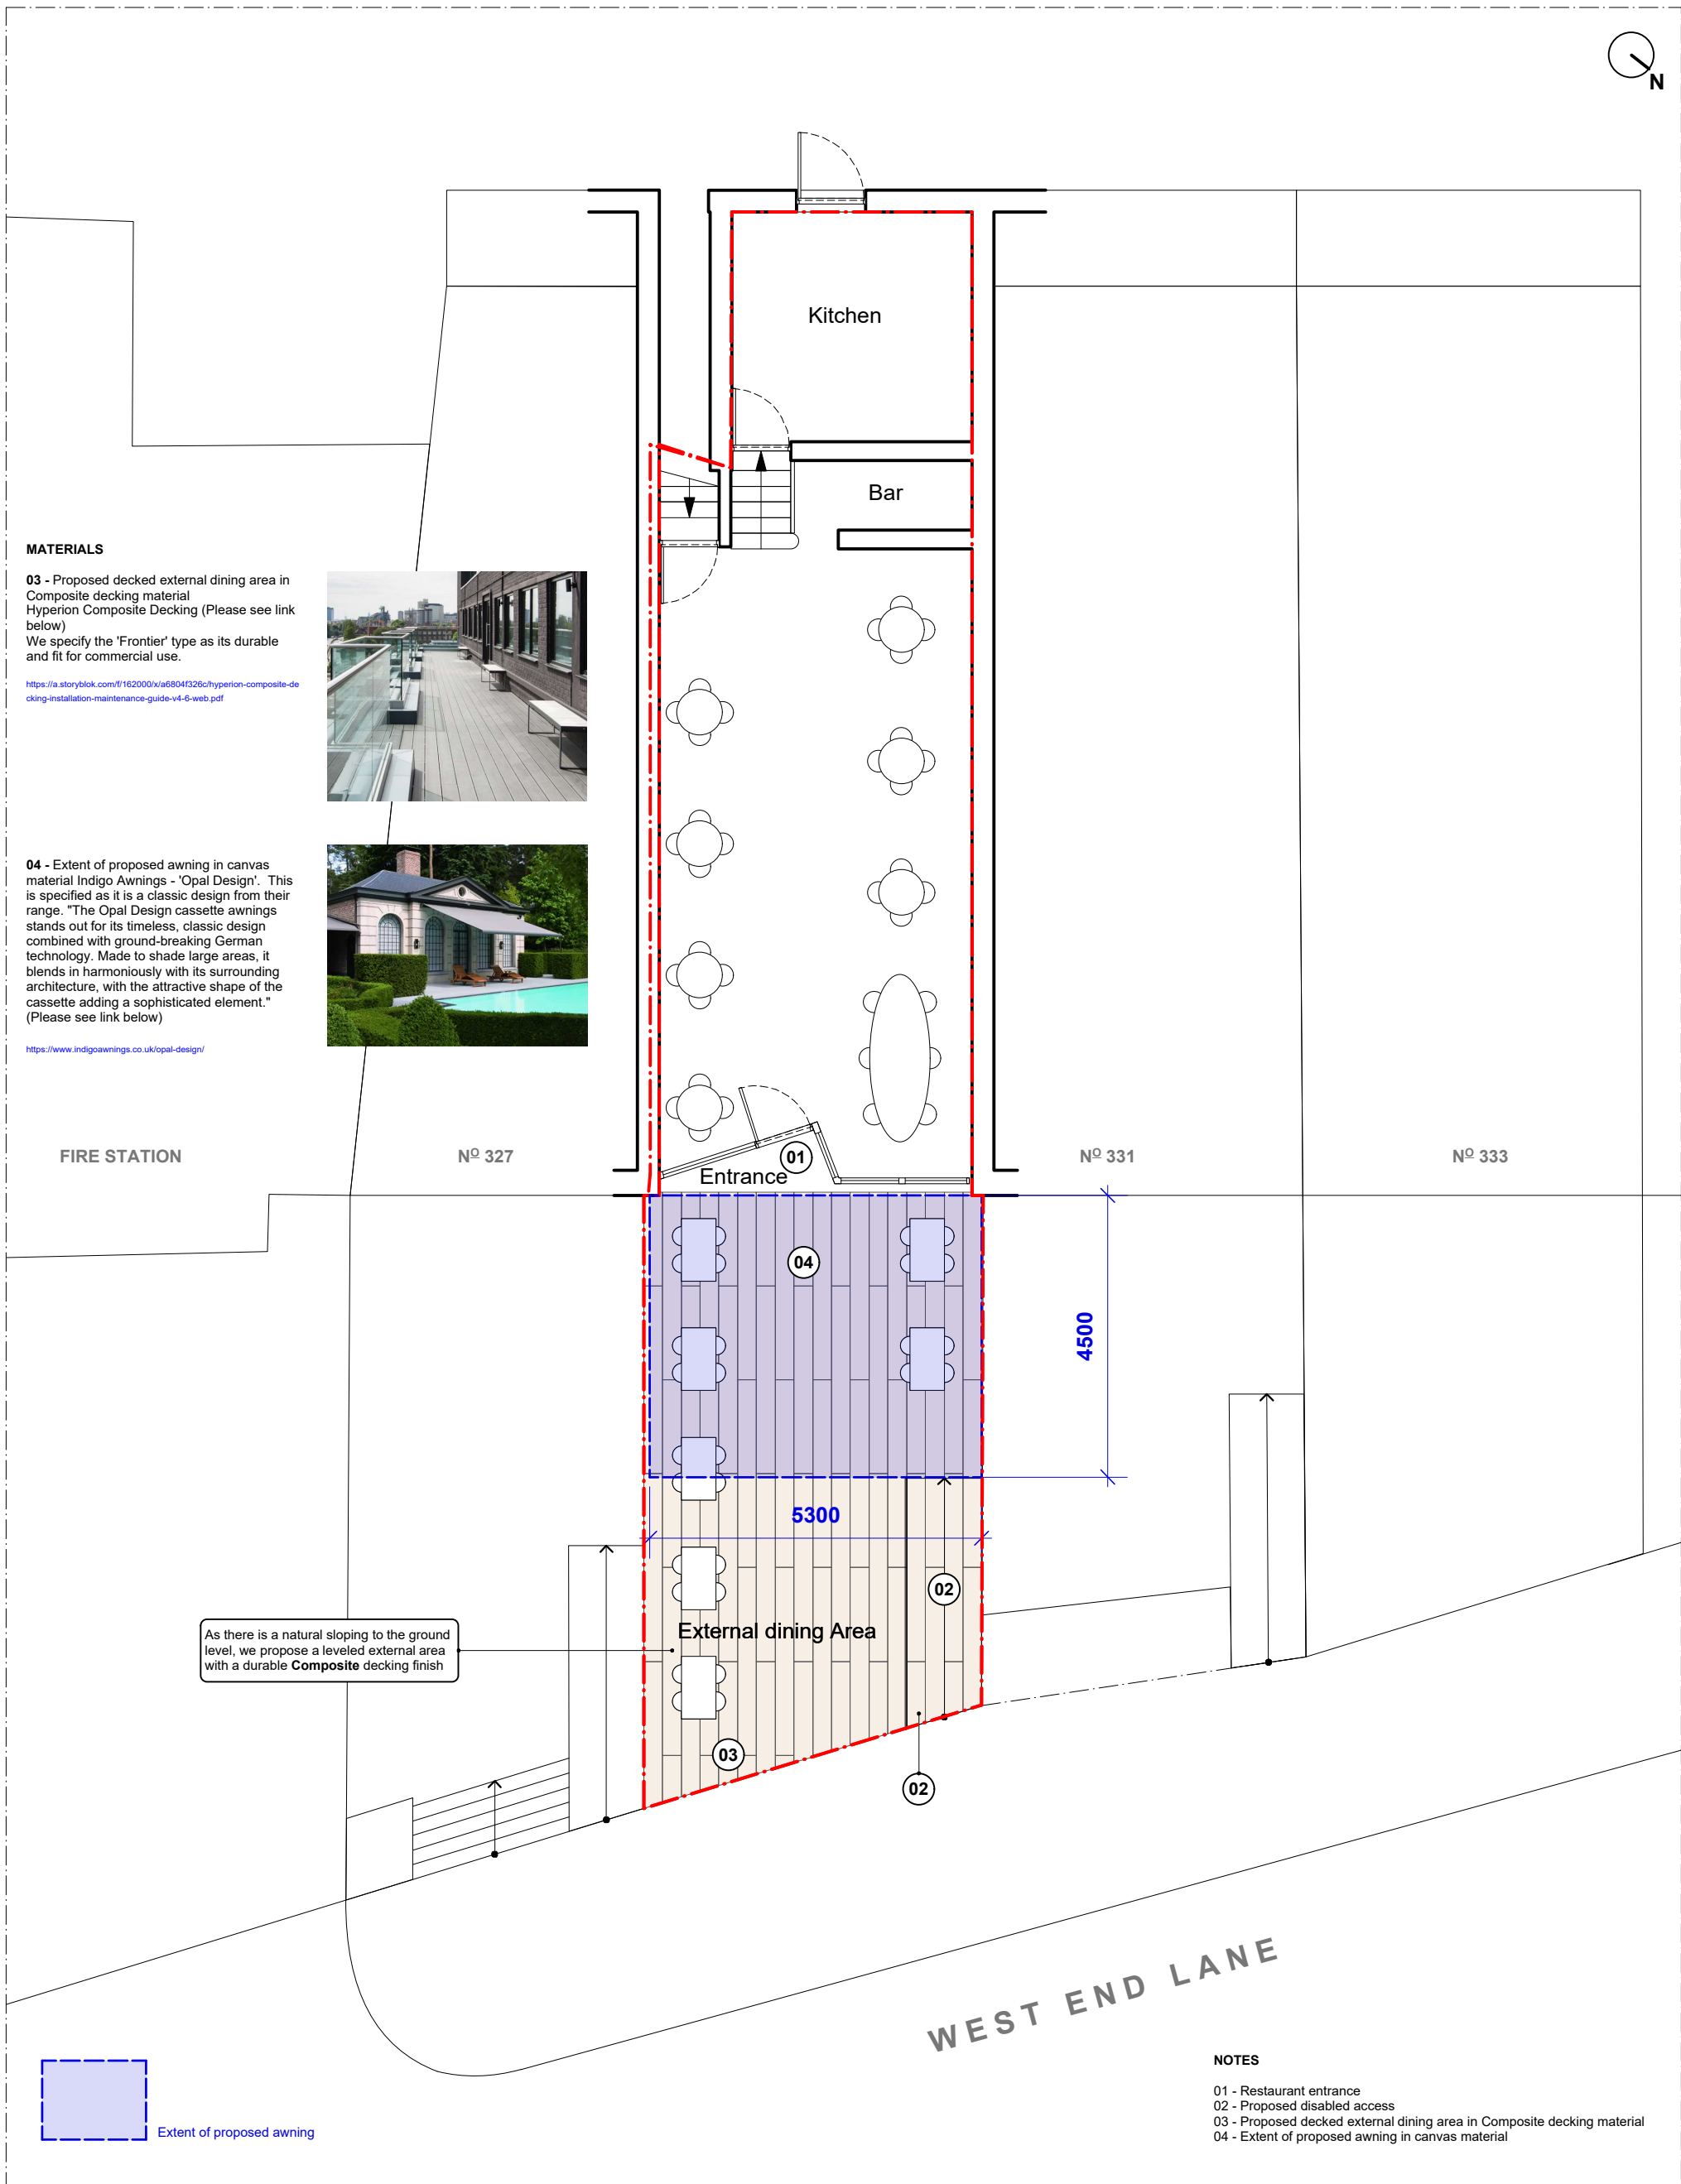 N
Kitchen
Bar
MATERIALS
03 - Proposed decked external dining area in
Composite decking material
Hyperion Composite Decking (Please see link
below)
We specify the 'Frontier' type as its durable
and fit for commercial use.
https://a.storyblok.com/f/162000/x/a6804f326c/hyperion-composite-de
cking-installation-maintenance-guide-v4-6-web.pdf
04 - Extent of proposed awning in canvas
material Indigo Awnings - 'Opal Design'. This
is specified as it is a classic design from their
range. "The Opal Design cassette awnings
stands out for its timeless, classic design
combined with ground-breaking German
technology. Made to shade large areas, it
blends in harmoniously with its surrounding
architecture, with the attractive shape of the
cassette adding a sophisticated element."
(Please see link below)
https://www.indigoawnings.co.uk/opal-design/
FIRE STATION
Nº 327
01
Entrance
Nº 331
Nº 333
04
4500
5300
02
As there is a natural sloping to the ground
level, we propose a leveled external area
with a durable Composite decking finish
External dining Area
03
02
WEST END LANE
Extent of proposed awning
NOTES
01 - Restaurant entrance
02 - Proposed disabled access
03 - Proposed decked external dining area in Composite decking material
04 - Extent of proposed awning in canvas material